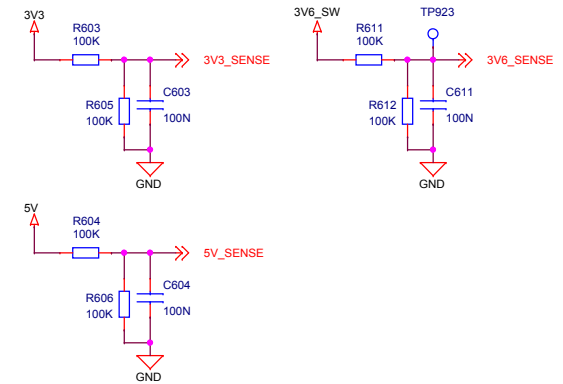 3V3
R603
100K
3V3_SENSE
R605
100K
C603
100N
GND
3V6_SW
TP923
R611
100K
3V6_SENSE
R612
100K
C611
100N
GND
5V
R604
100K
5V_SENSE
R606
100K
C604
100N
GND